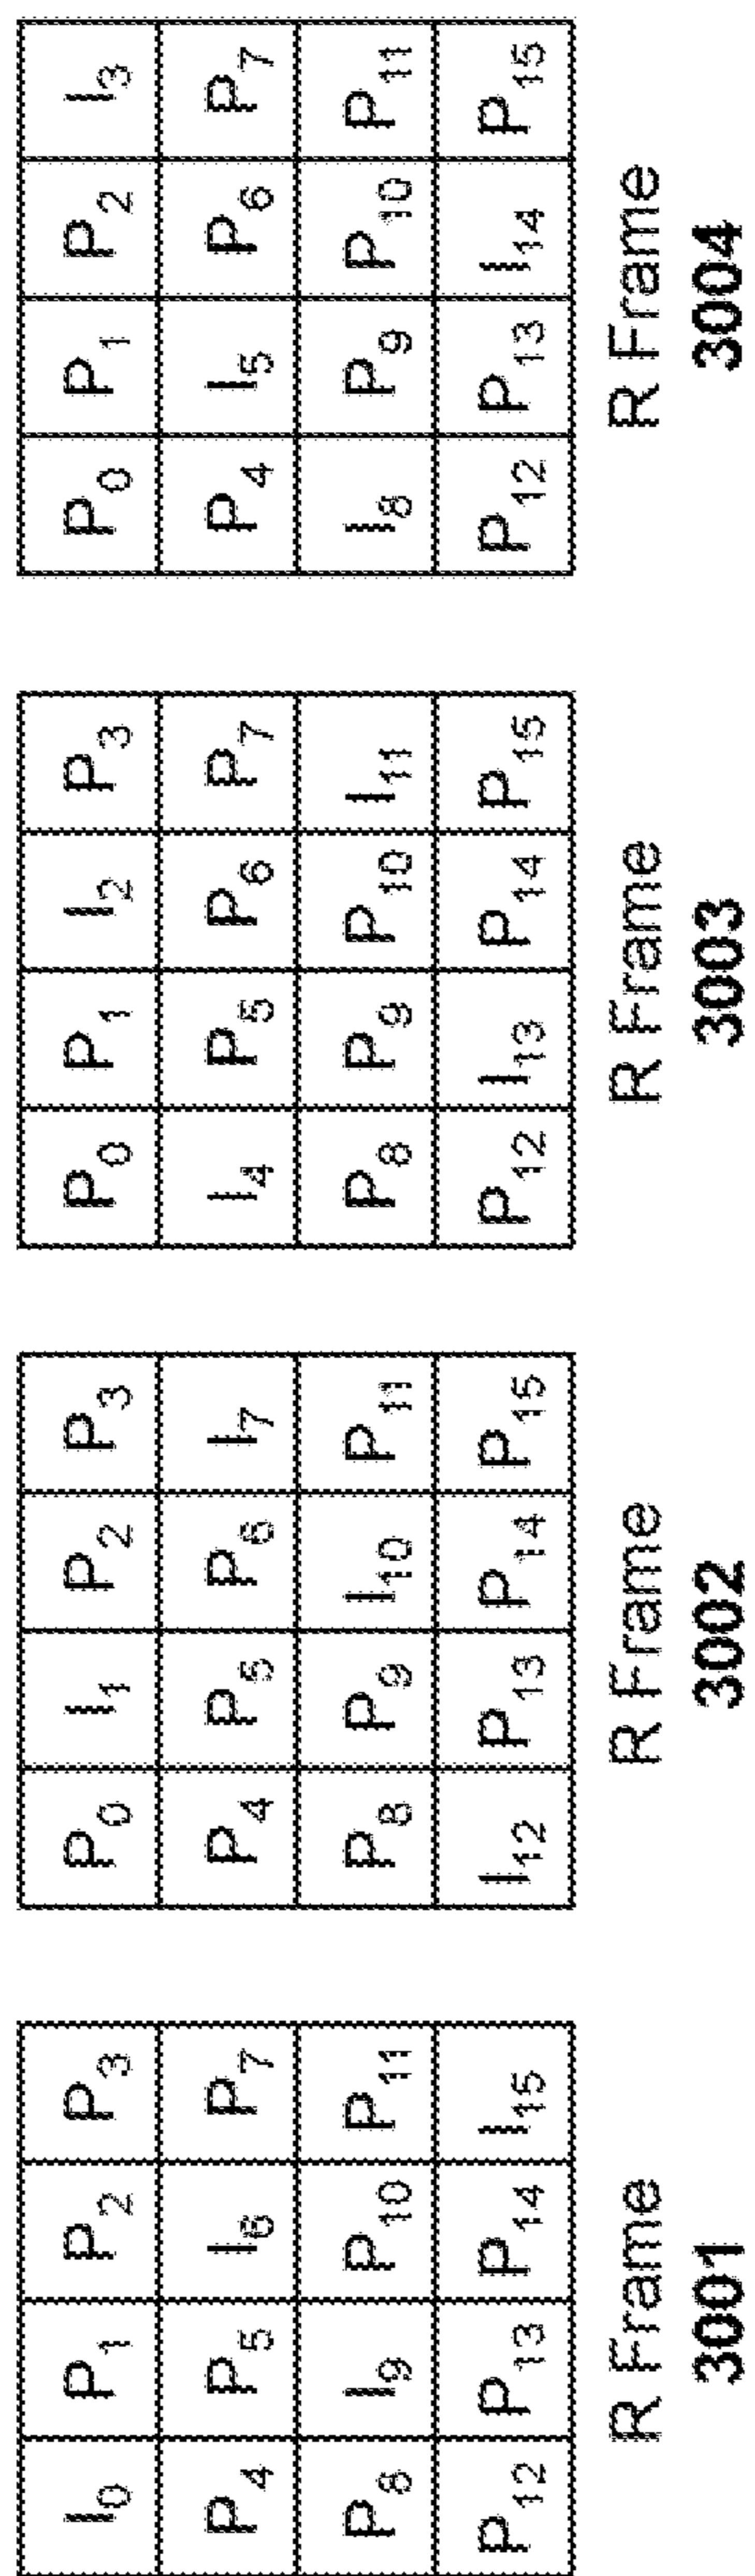 I₀ P₁ P₂ P₃
P₄ P₅ I₆ P₇
P₈ I₉ P₁₀ P₁₁
P₁₂ P₁₃ P₁₄ I₁₅
R Frame
3001
P₀ I₁ P₂ P₃
P₄ P₅ P₆ I₇
P₈ P₉ I₁₀ P₁₁
I₁₂ P₁₃ P₁₄ P₁₅
R Frame
3002
P₀ P₁ I₂ P₃
I₄ P₅ P₆ P₇
P₈ P₉ P₁₀ I₁₁
P₁₂ I₁₃ P₁₄ P₁₅
R Frame
3003
P₀ P₁ P₂ I₃
P₄ I₅ P₆ P₇
I₈ P₉ P₁₀ P₁₁
P₁₂ P₁₃ I₁₄ P₁₅
R Frame
3004